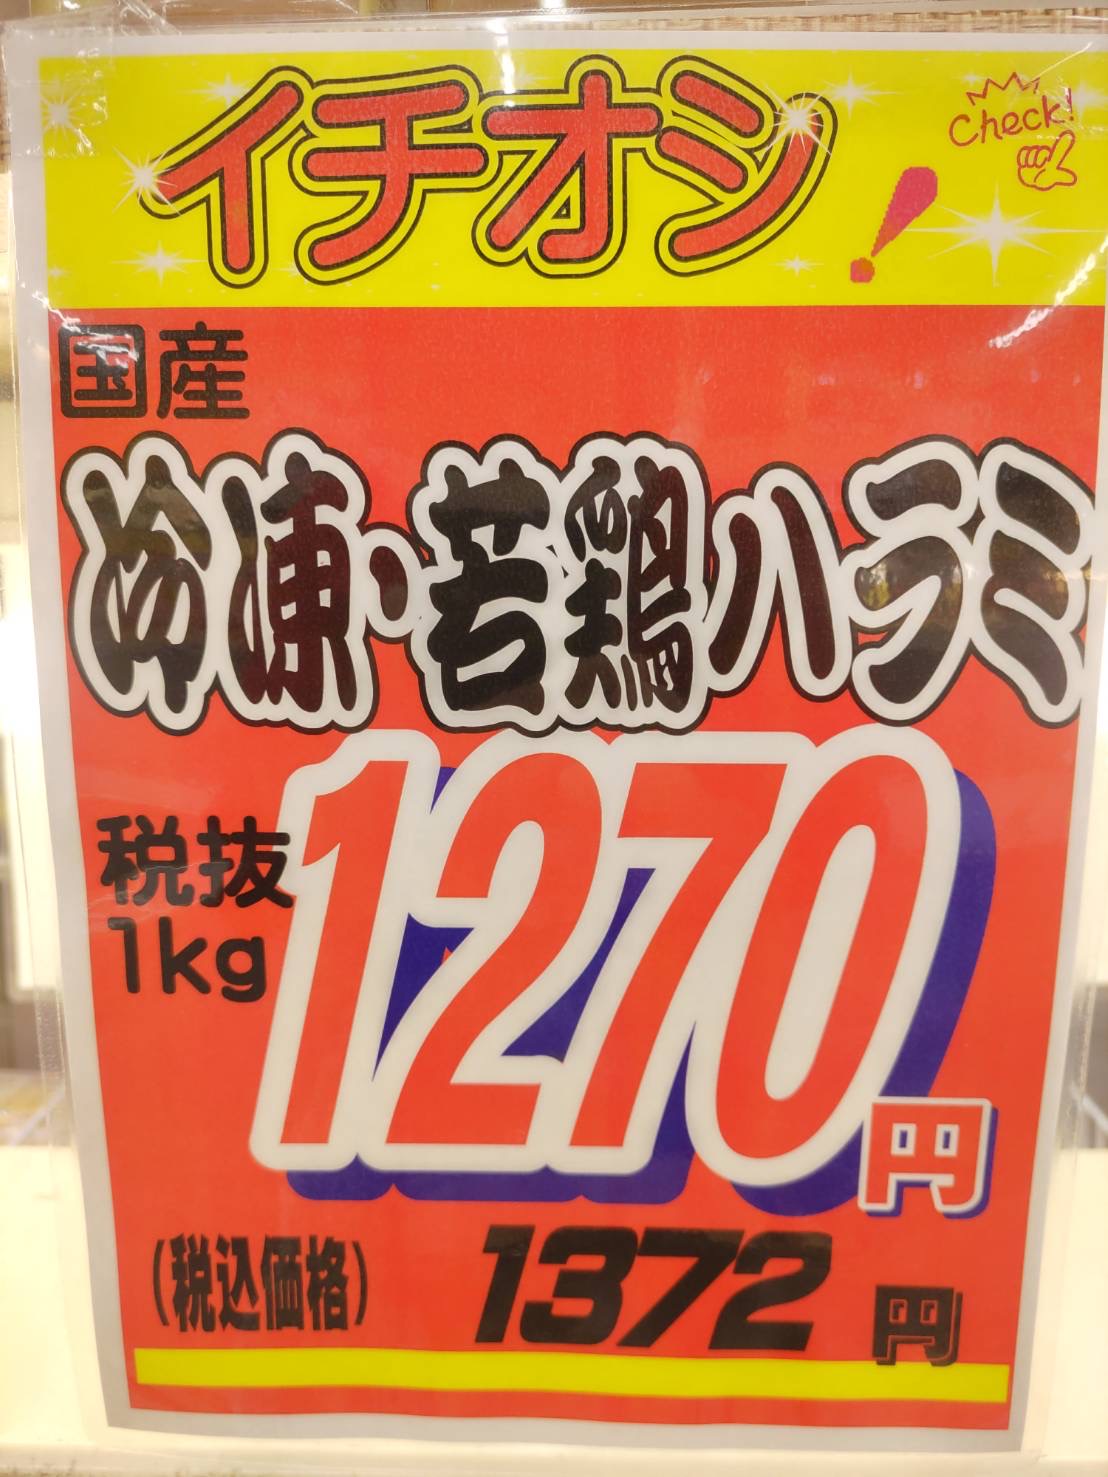 イチオシ!
Check!
国産
冷凍・若鶏ハラミ
税抜
1kg
1270円
(税込価格) 1372円